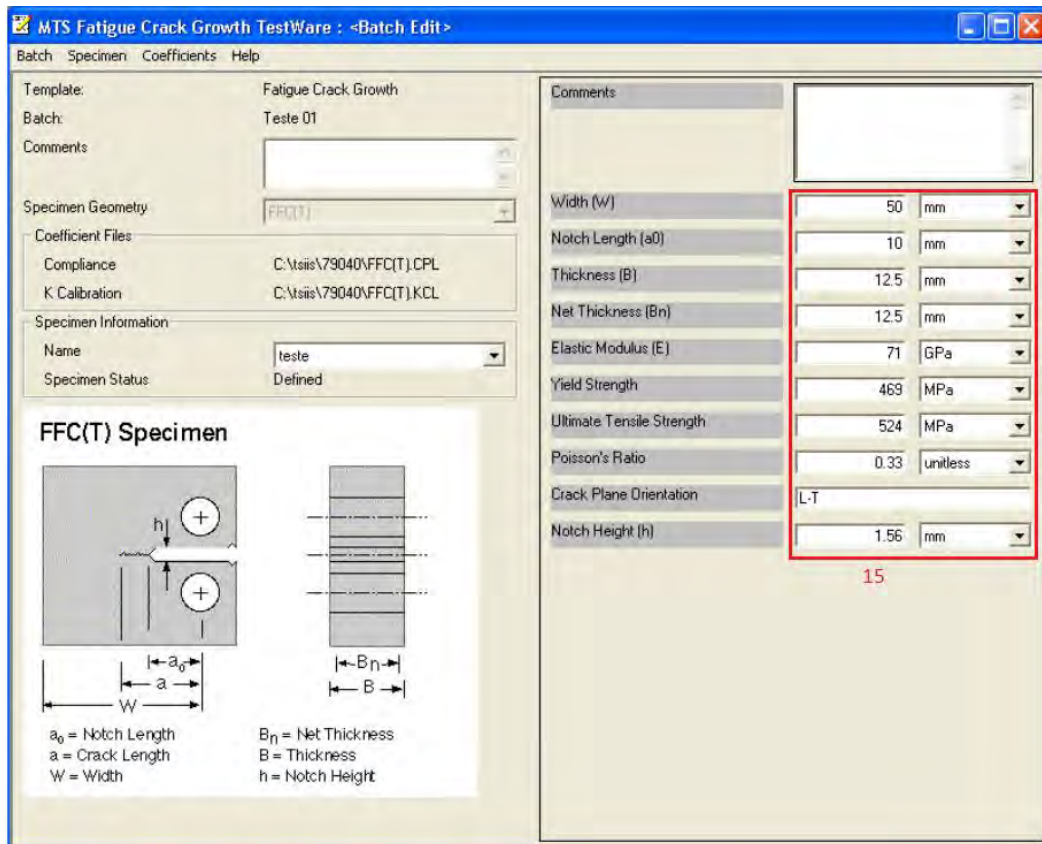 MTS Fatigue Crack Growth TestWare : <Batch Edit>
Batch Specimen Coefficients Help
Template: Fatigue Crack Growth
Batch: Teste 01
Comments
Specimen Geometry FFC(T)
Coefficient Files
Compliance C:\tsiis\79040\FFC(T).CPL
K Calibration C:\tsiis\79040\FFC(T).KCL
Specimen Information
Name teste
Specimen Status Defined
FFC(T) Specimen
h
a₀
a
W
Bn
B
a₀ = Notch Length
a = Crack Length
W = Width
Bn = Net Thickness
B = Thickness
h = Notch Height
Comments
Width (W) 50 mm
Notch Length (a0) 10 mm
Thickness (B) 12.5 mm
Net Thickness (Bn) 12.5 mm
Elastic Modulus (E) 71 GPa
Yield Strength 469 MPa
Ultimate Tensile Strength 524 MPa
Poisson's Ratio 0.33 unitless
Crack Plane Orientation L-T
Notch Height (h) 1.56 mm
15